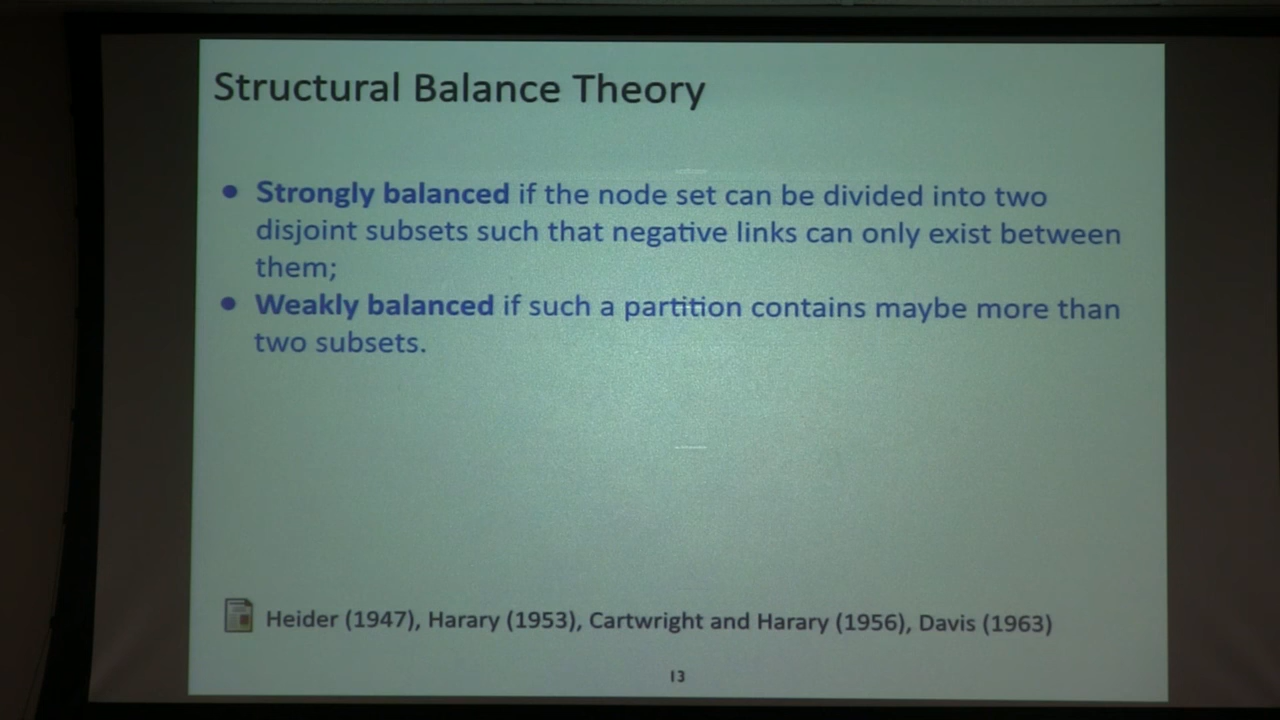 Structural Balance Theory
● Strongly balanced if the node set can be divided into two
disjoint subsets such that negative links can only exist between
them;
● Weakly balanced if such a partition contains maybe more than
two subsets.
Heider (1947), Harary (1953), Cartwright and Harary (1956), Davis (1963)
13